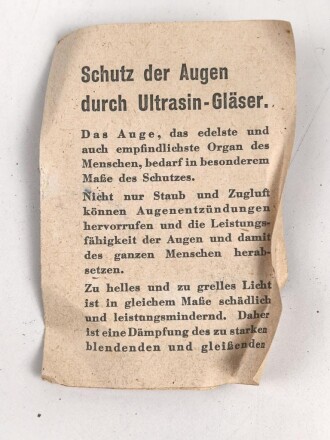 Schutz der Augen
durch Ultrasin-Gläser.
Das Auge, das edelste und
auch empfindlichste Organ des
Menschen, bedarf in besonderem
Maße des Schutzes.
Nicht nur Staub und Zugluft
können Augenentzündungen
hervorrufen und die Leistungs-
fähigkeit der Augen und damit
des ganzen Menschen herab-
setzen.
Zu helles und zu grelles Licht
ist in gleichem Maße schädlich
und leistungsmindernd. Daher
ist eine Dämpfung des zu starken
blendenden und gleißenden